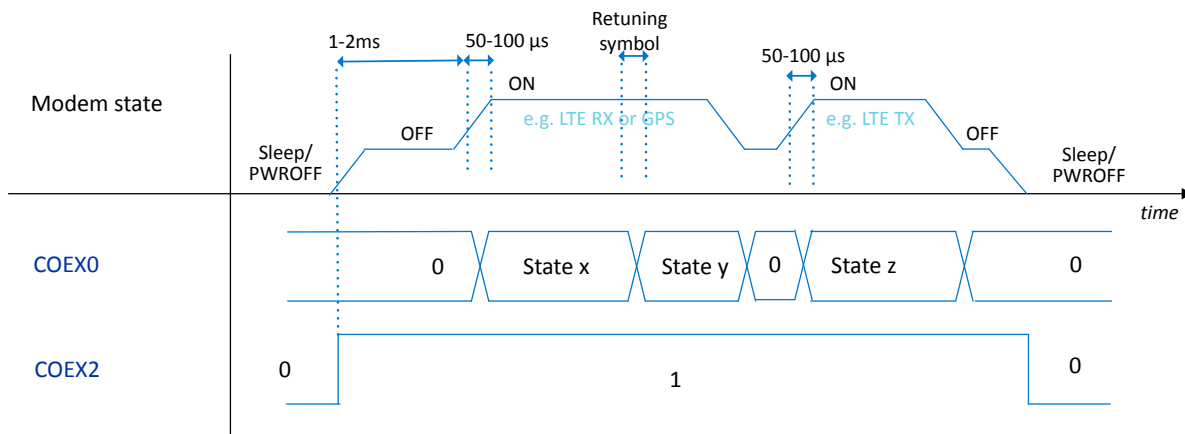 Retuning
symbol
1-2ms
50-100 µs
50-100 µs
ON
ON
Modem state
e.g. LTE RX or GPS
e.g. LTE TX
OFF
OFF
Sleep/
PWROFF
Sleep/
PWROFF
time
COEX0
0
State x
State y
0
State z
0
COEX2
0
1
0